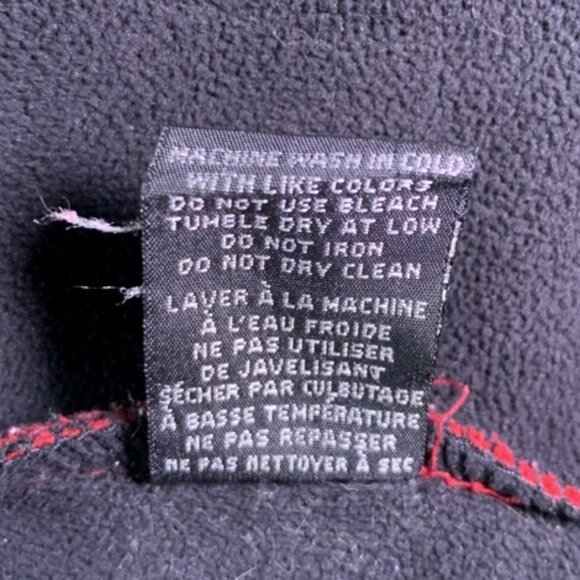 MACHINE WASH IN COLD
WITH LIKE COLORS
DO NOT USE BLEACH
TUMBLE DRY AT LOW
DO NOT IRON
DO NOT DRY CLEAN
LAVER À LA MACHINE
À L'EAU FROIDE
NE PAS UTILISER
DE JAVELISANT
SÉCHER PAR CULBUTAGE
À BASSE TEMPÉRATURE
NE PAS REPASSER
NE PAS NETTOYER À SEC